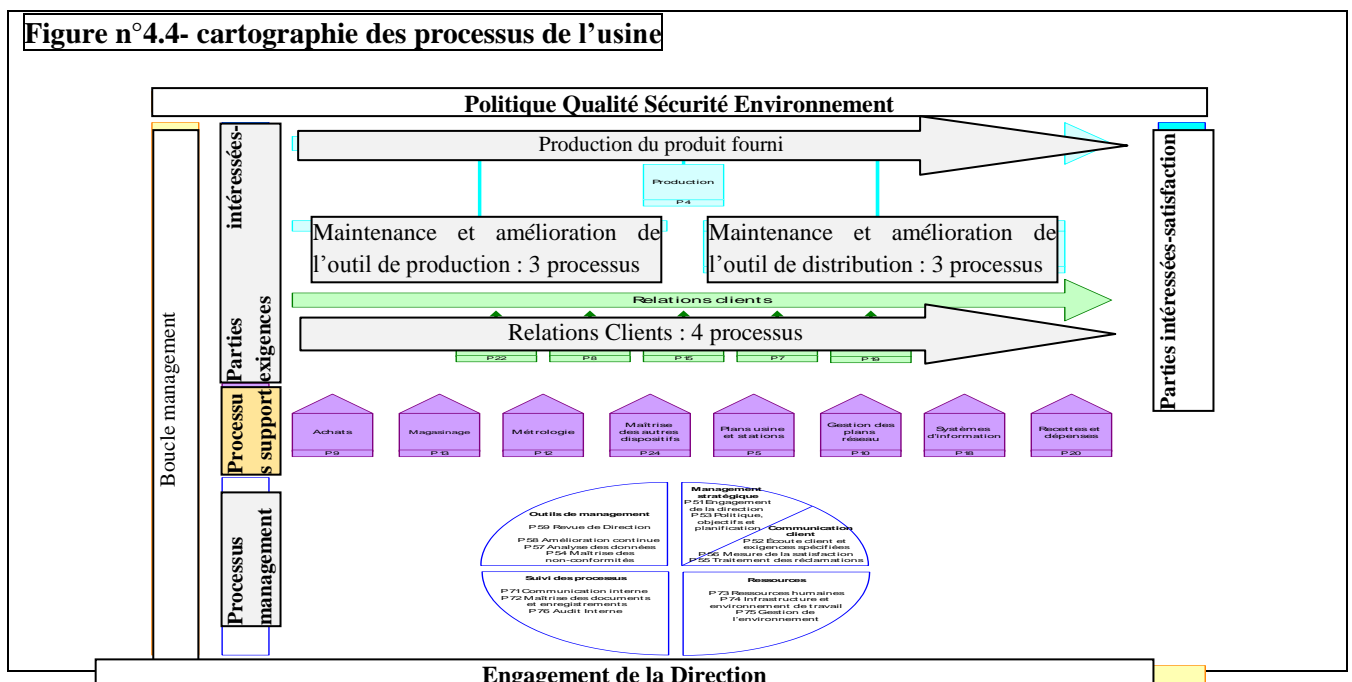 Figure n°4.4- cartographie des processus de l'usine
Politique Qualité Sécurité Environnement
Boucle management
Parties intéressées-
exigences
Production du produit fourni
Production
P4
Maintenance et amélioration de
l'outil de production : 3 processus
Maintenance et amélioration de
l'outil de distribution : 3 processus
Relations clients
Relations Clients : 4 processus
P22
P8
P15
P7
P19
Parties intéressées-satisfaction
Processu
s support
Achats
P9
Magasinage
P13
Métrologie
P12
Maîtrise
des autres
dispositifs
P24
Plans usine
et stations
P5
Gestion des
plans
réseau
P10
Systèmes
d'information
P18
Recettes et
dépenses
P20
Processus
management
Outils de management
P59 Revue de Direction
P58 Amélioration continue
P57 Analyse des données
P54 Maîtrise des
non-conformités
Management
stratégique
P51 Engagement
de la direction
P53 Politique,
objectifs et
planification
Communication
client
P52 Écoute client et
exigences spécifiées
P56 Mesure de la satisfaction
P55 Traitement des réclamations
Suivi des processus
P71 Communication interne
P72 Maîtrise des documents
et enregistrements
P76 Audit Interne
Ressources
P73 Ressources humaines
P74 Infrastructure et
environnement de travail
P75 Gestion de
l'environnement
Engagement de la Direction